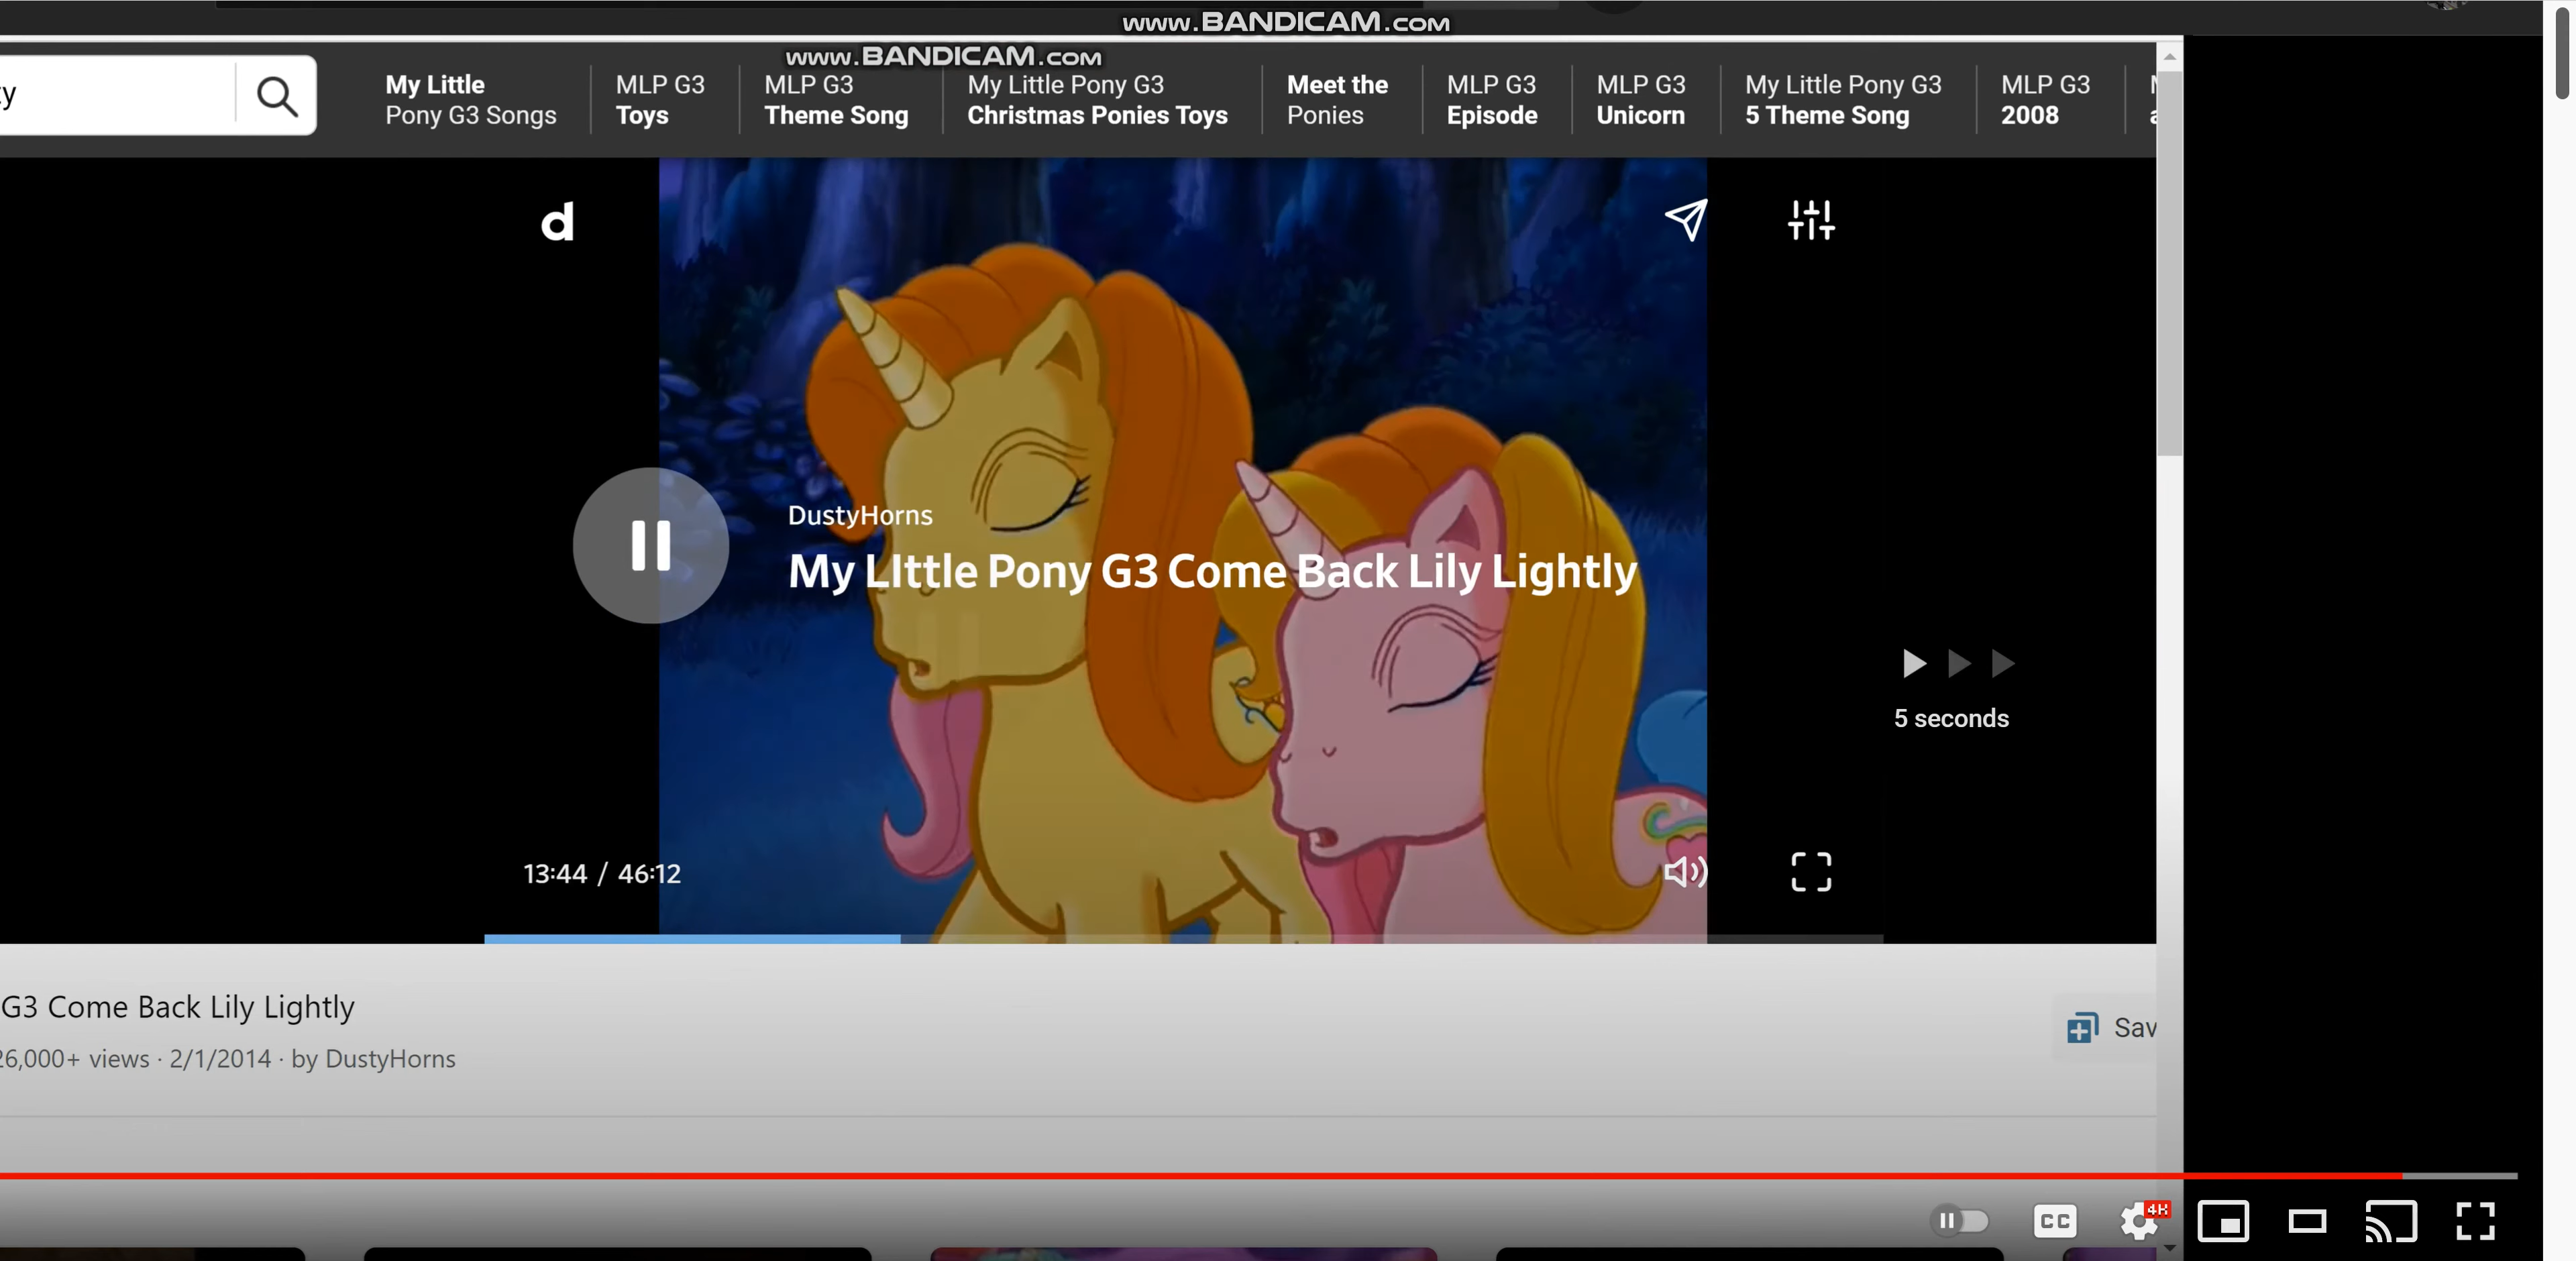 www.BANDICAM.com
www.BANDICAM.com
y
My Little
Pony G3 Songs
MLP G3
Toys
MLP G3
Theme Song
My Little Pony G3
Christmas Ponies Toys
Meet the
Ponies
MLP G3
Episode
MLP G3
Unicorn
My Little Pony G3
5 Theme Song
MLP G3
2008
d
DustyHorns
My LIttle Pony G3 Come Back Lily Lightly
5 seconds
13:44 / 46:12
G3 Come Back Lily Lightly
Sav
26,000+ views · 2/1/2014 · by DustyHorns
CC
4K